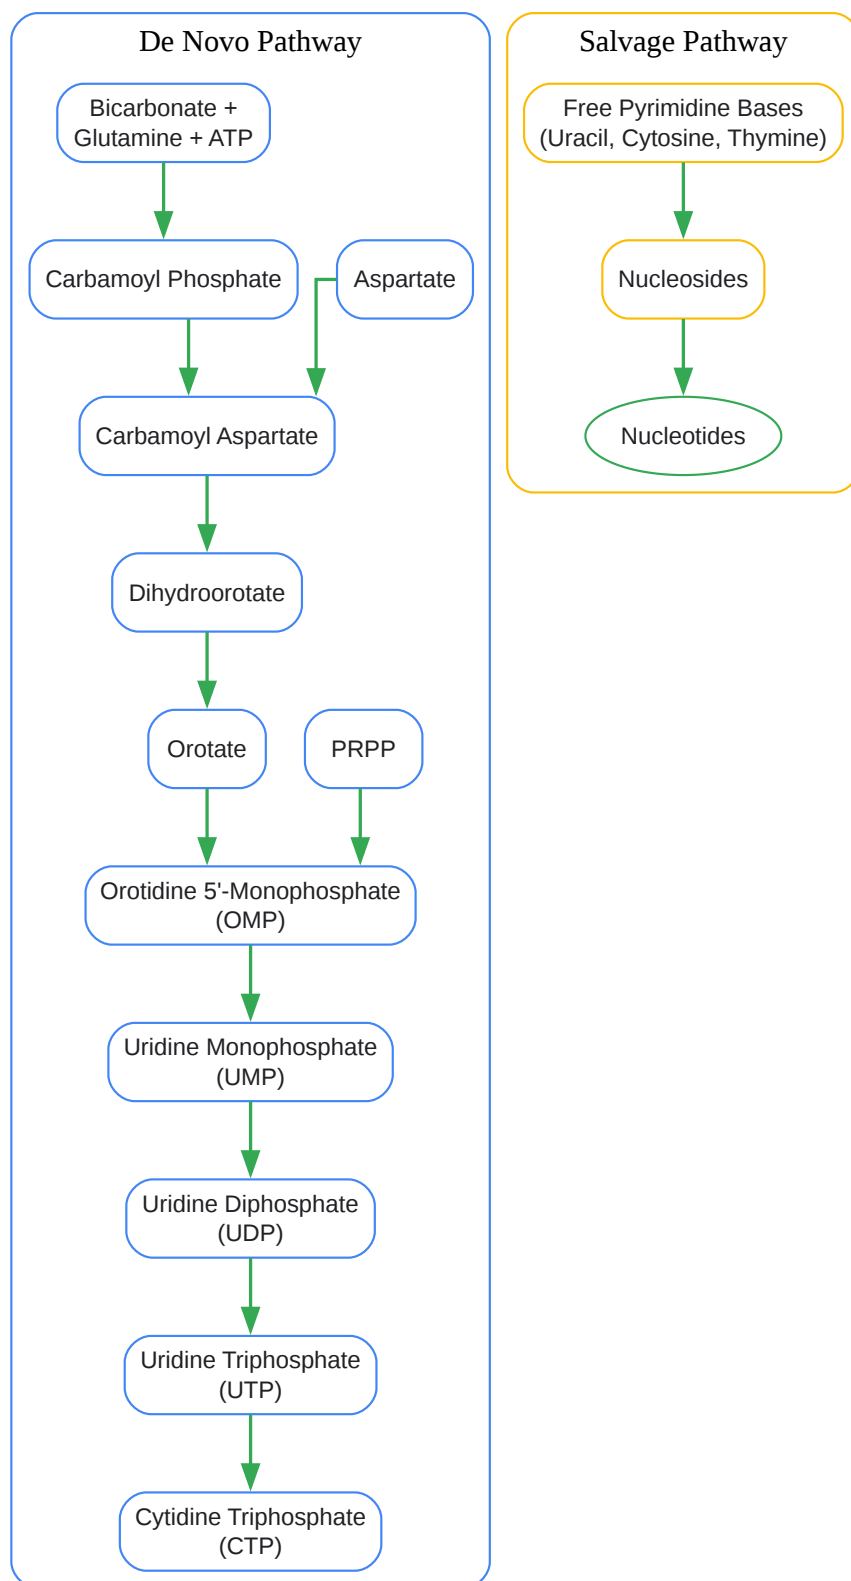 De Novo Pathway
Bicarbonate +
Glutamine + ATP
Carbamoyl Phosphate
Aspartate
Carbamoyl Aspartate
Dihydroorotate
Orotate
PRPP
Orotidine 5'-Monophosphate
(OMP)
Uridine Monophosphate
(UMP)
Uridine Diphosphate
(UDP)
Uridine Triphosphate
(UTP)
Cytidine Triphosphate
(CTP)
Salvage Pathway
Free Pyrimidine Bases
(Uracil, Cytosine, Thymine)
Nucleosides
Nucleotides